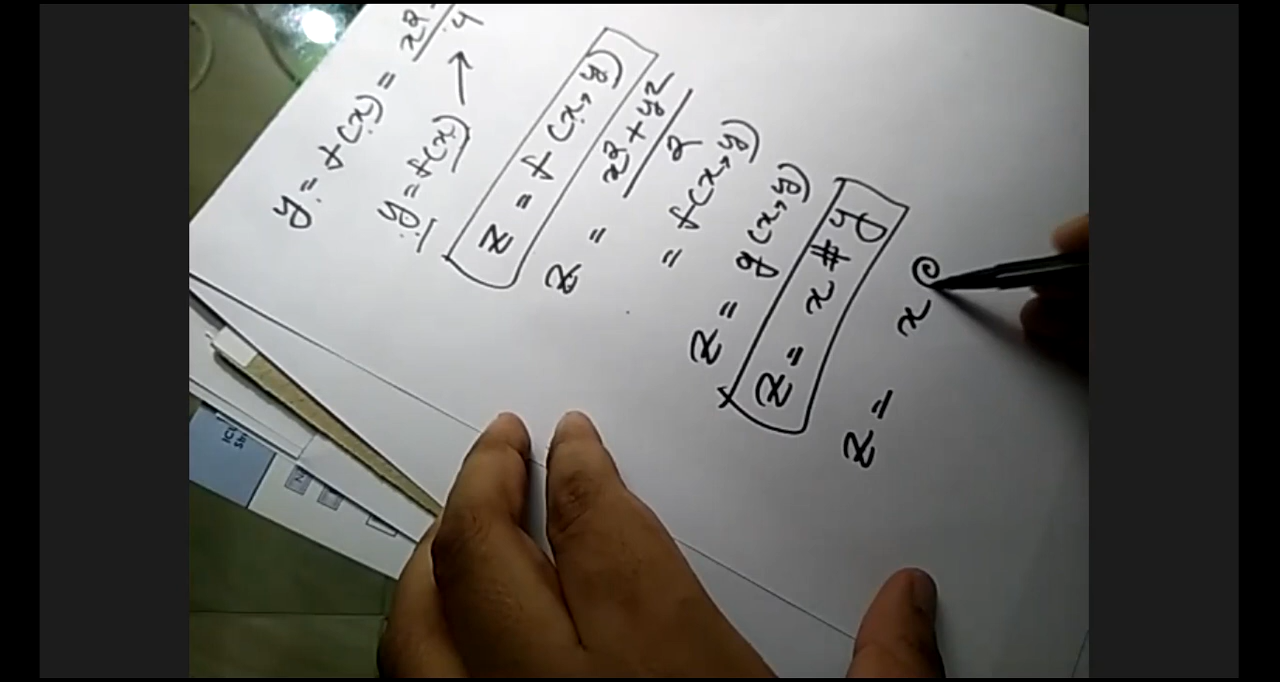 y = f(x) = x²
4
y = f(x) →
z = f(x, y)
z = x² + y² / 2
= f(x, y)
z = g(x, y)
z = x # y
z = x @